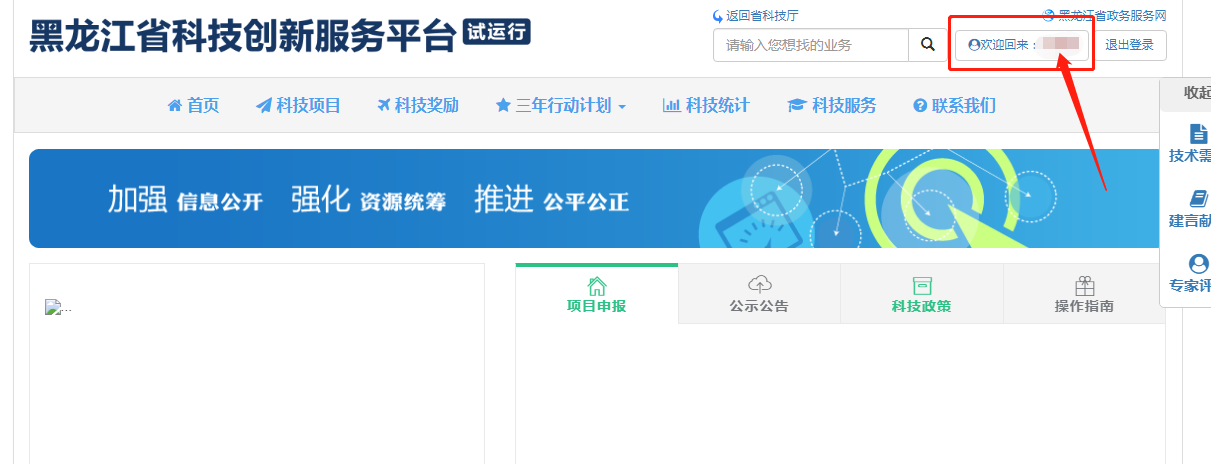 返回省科技厅
黑龙江省政务服务网
黑龙江省科技创新服务平台 试运行
请输入您想找的业务
欢迎回来：
退出登录
首页 科技项目 科技奖励 三年行动计划 科技统计 科技服务 联系我们
收起
技术需
建言献
专家评
加强 信息公开 强化 资源统筹 推进 公平公正
...
项目申报 公示公告 科技政策 操作指南